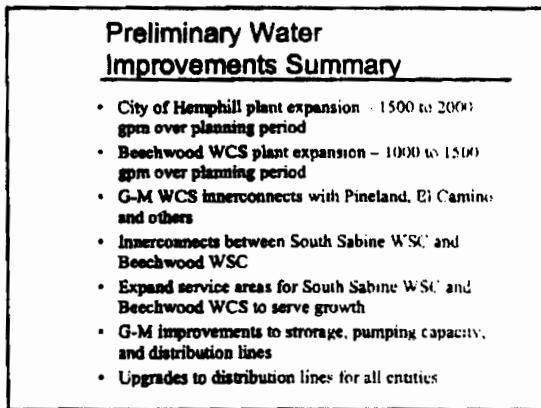 Preliminary Water
Improvements Summary
• City of Hemphill plant expansion - 1500 to 2000
gpm over planning period
• Beechwood WCS plant expansion – 1000 to 1500
gpm over planning period
• G-M WCS innerconnects with Pineland, El Camino
and others
• Innerconnects between South Sabine WSC and
Beechwood WSC
• Expand service areas for South Sabine WSC and
Beechwood WCS to serve growth
• G-M improvements to strorage, pumping capacity,
and distribution lines
• Upgrades to distribution lines for all entities